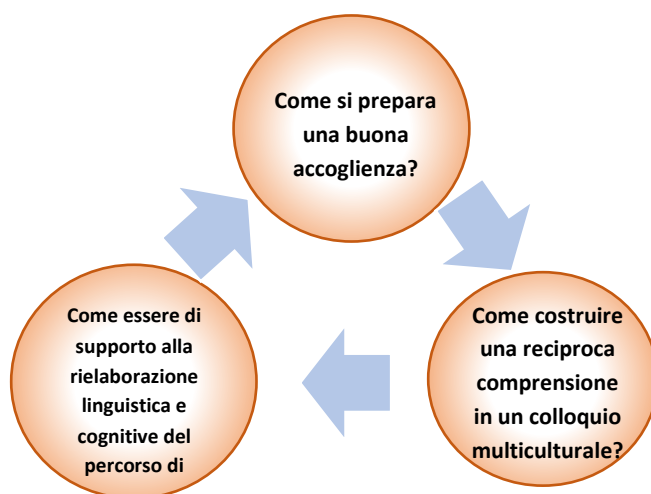 Come si prepara
una buona
accoglienza?
Come costruire
una reciproca
comprensione
in un colloquio
multiculturale?
Come essere di
supporto alla
rielaborazione
linguistica e
cognitive del
percorso di